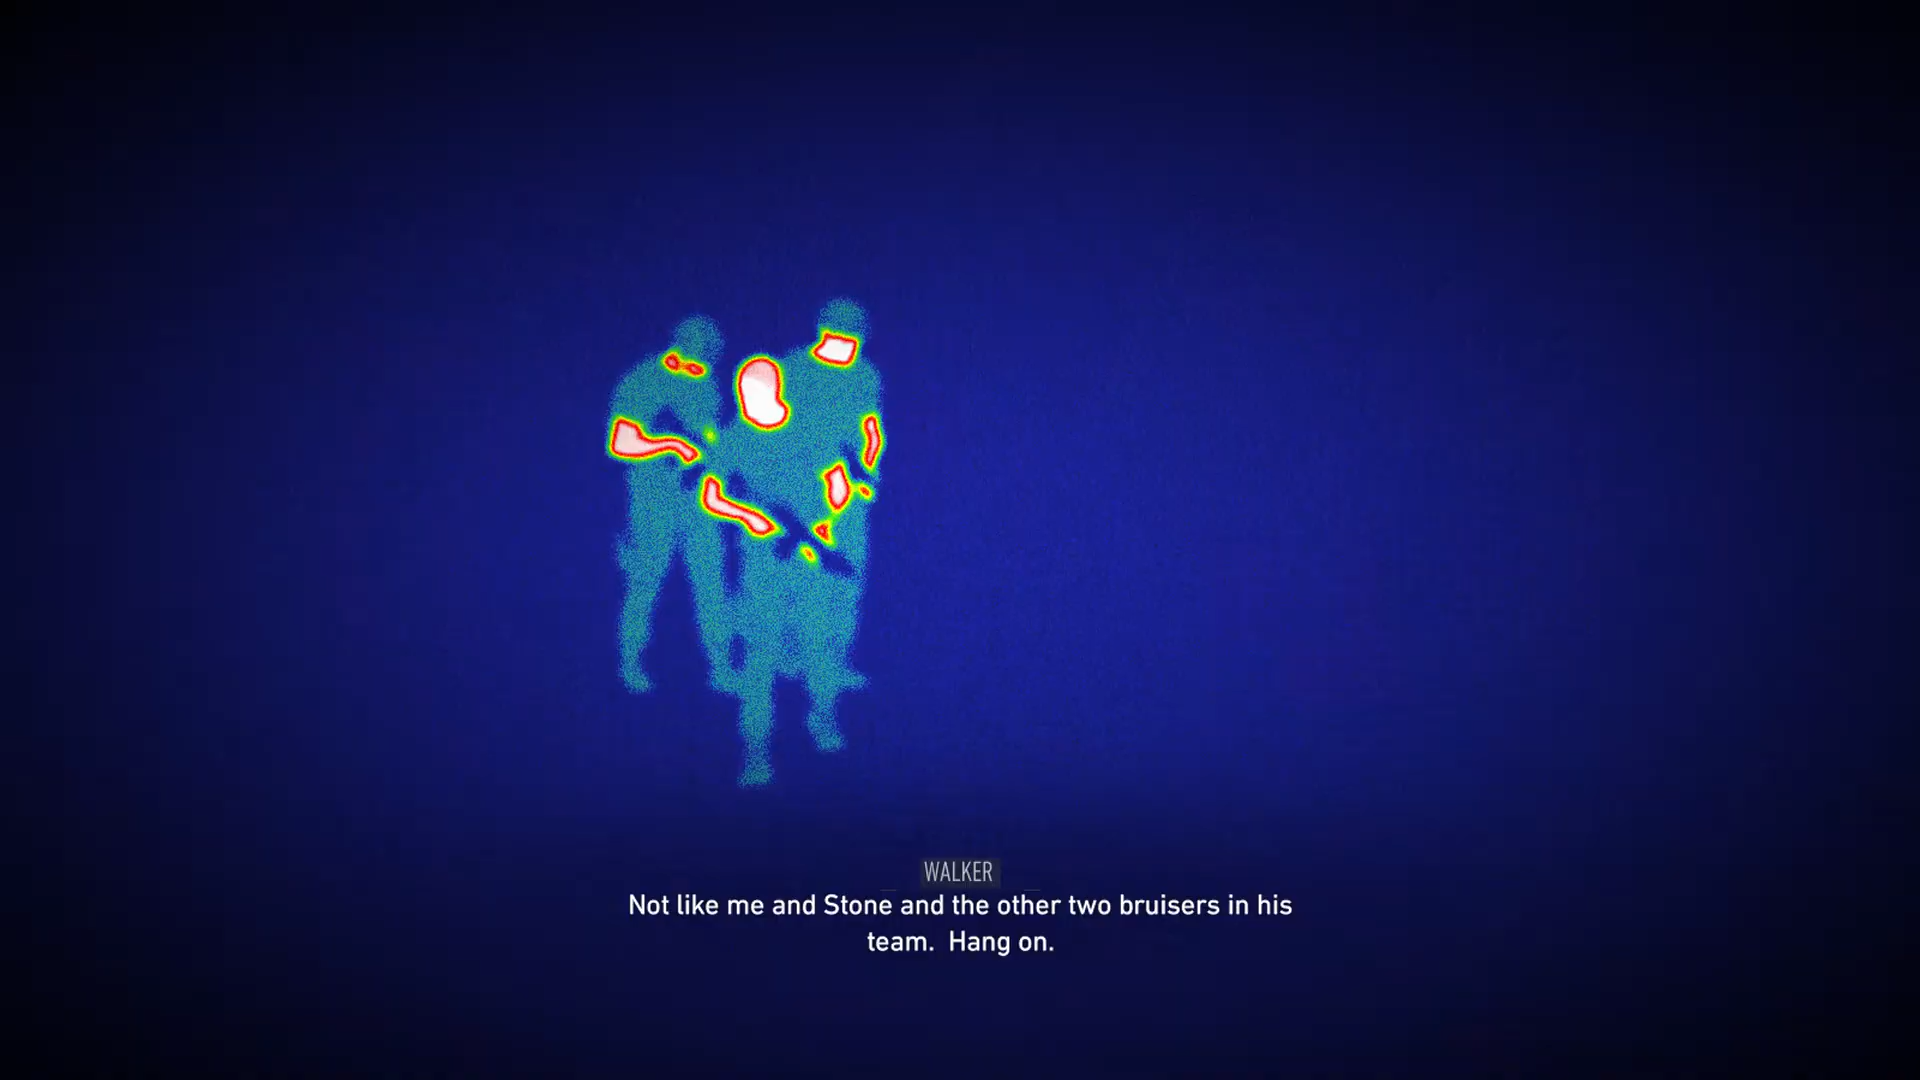 WALKER
Not like me and Stone and the other two bruisers in his
team.  Hang on.